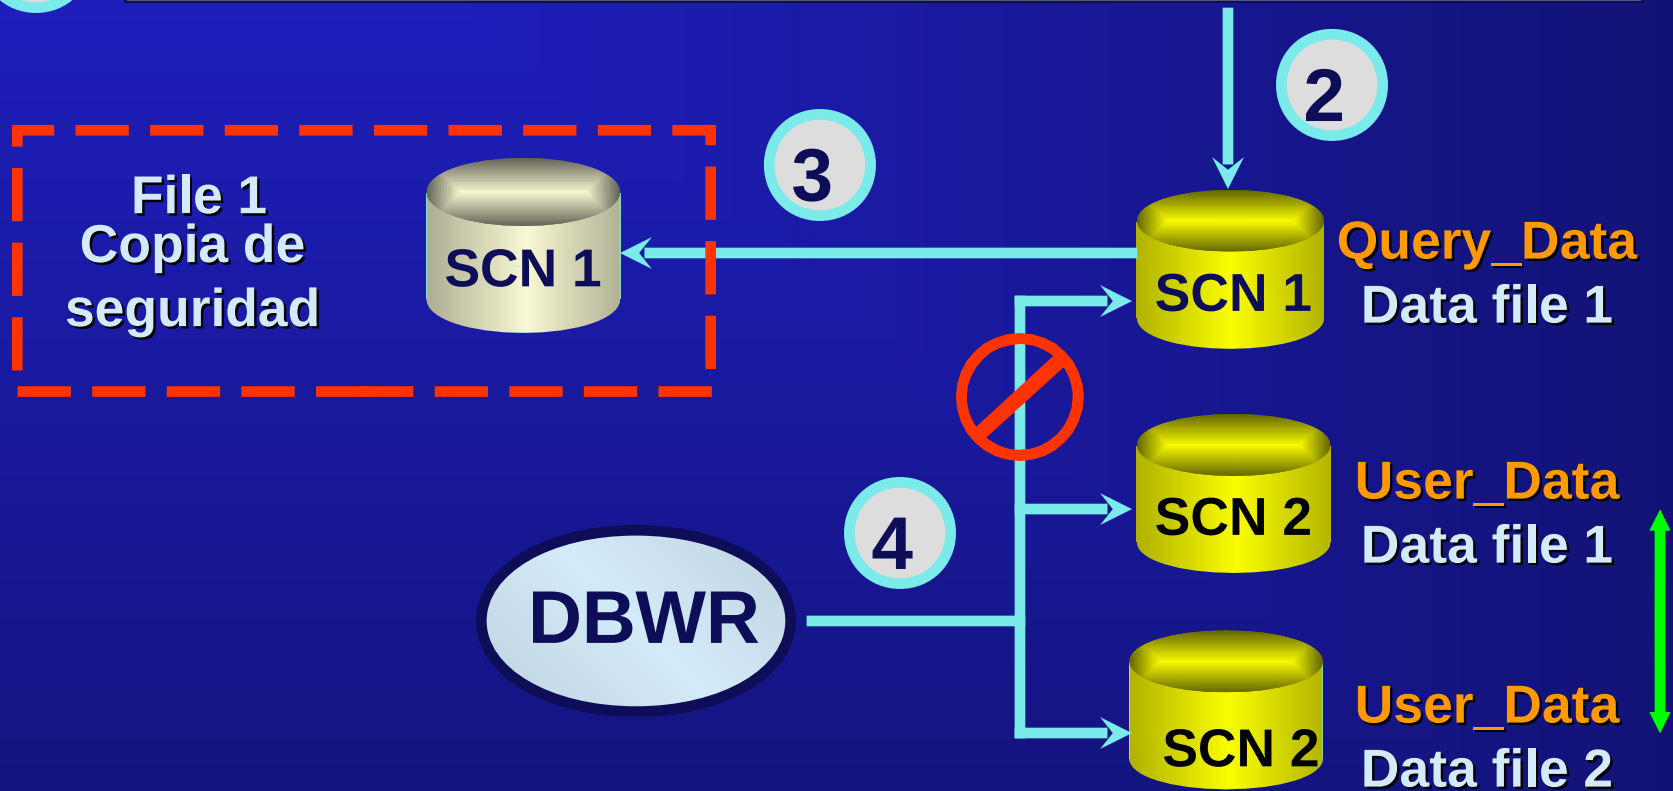 2
3
File 1
Copia de
seguridad
SCN 1
SCN 1
Query_Data
Data file 1
4
DBWR
SCN 2
User_Data
Data file 1
SCN 2
User_Data
Data file 2